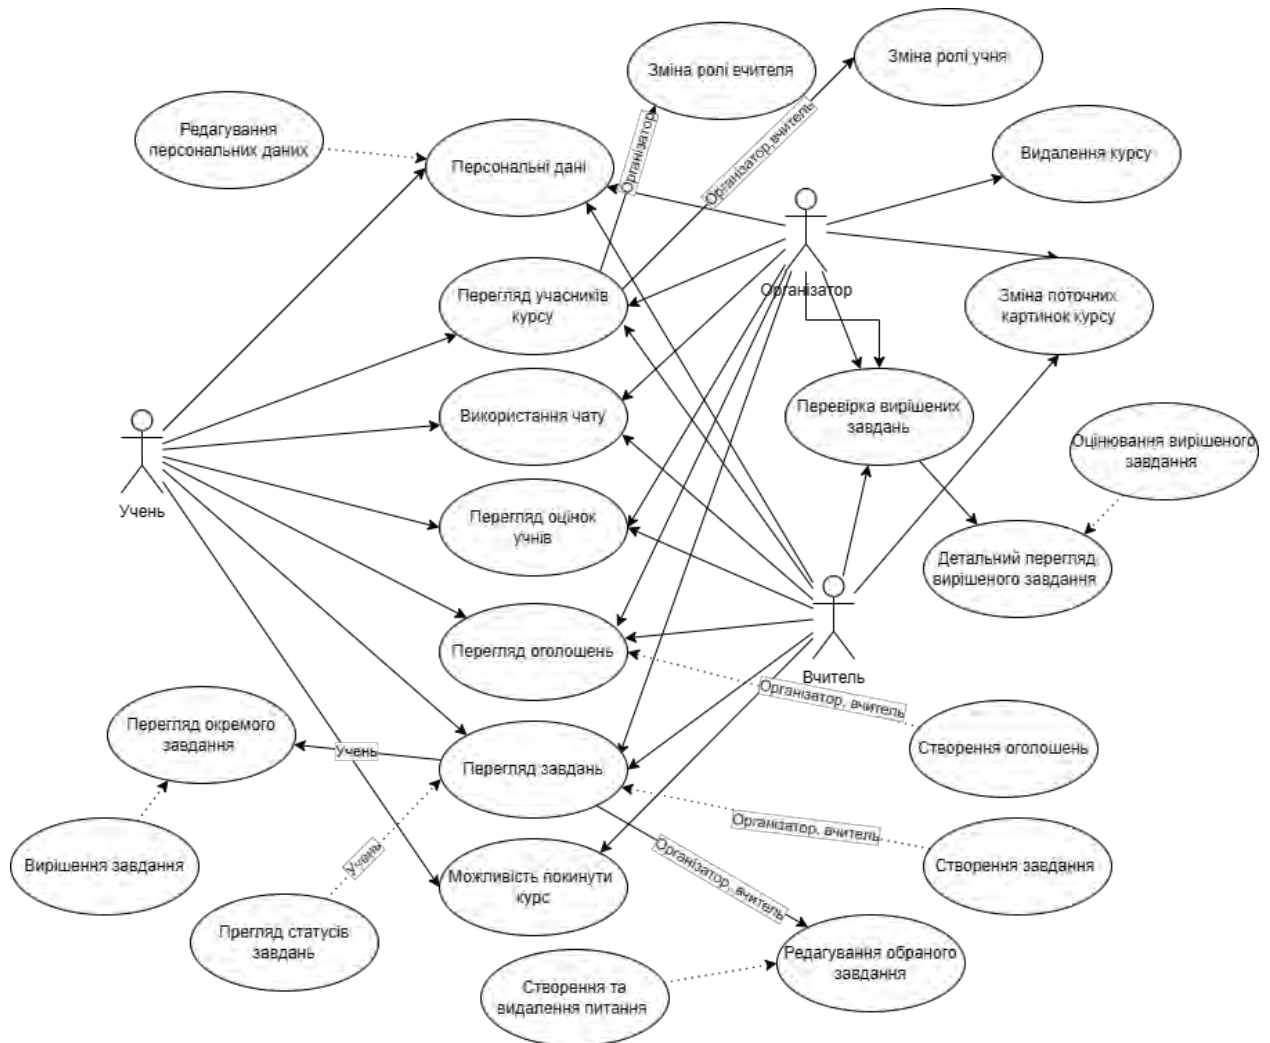 Зміна ролі вчителя
Зміна ролі учня
Редагування
персональних даних
Персональні дані
Видалення курсу
Організатор
Організатор,вчитель
Організатор
Перегляд учасників
курсу
Зміна поточних
картинок курсу
Використання чату
Перевірка вирішених
завдань
Оцінювання вирішеного
завдання
Учень
Перегляд оцінок
учнів
Детальний перегляд
вирішеного завдання
Перегляд оголошень
Вчитель
Організатор, вчитель
Перегляд окремого
завдання
Учень
Створення оголошень
Перегляд завдань
Організатор, вчитель
Вирішення завдання
Учень
Організатор, вчитель
Створення завдання
Можливість покинути
курс
Прегляд статусів
завдань
Редагування обраного
завдання
Створення та
видалення питання